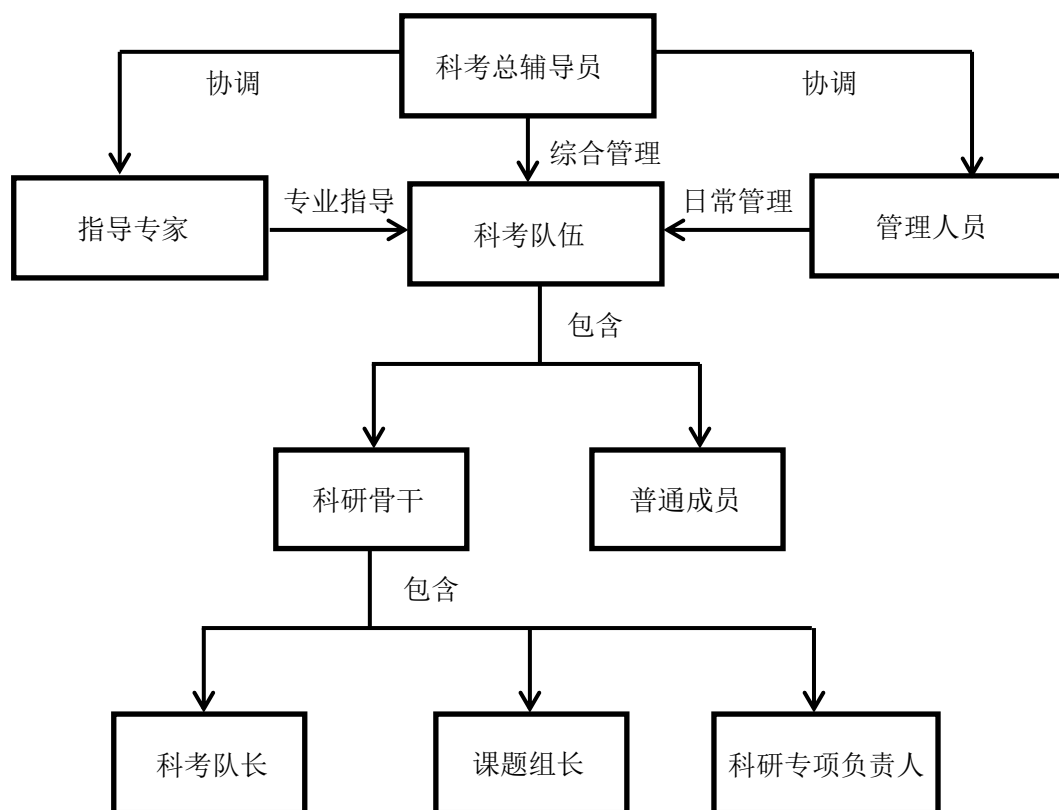 科考总辅导员
协调
协调
综合管理
指导专家
专业指导
科考队伍
日常管理
管理人员
包含
科研骨干
普通成员
包含
科考队长
课题组长
科研专项负责人